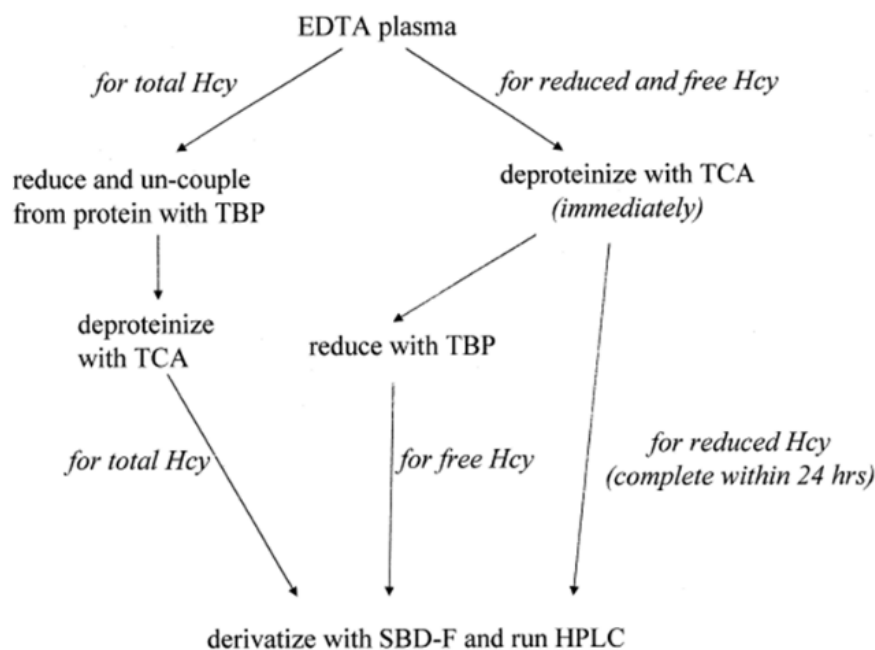 EDTA plasma
for total Hcy
for reduced and free Hcy
reduce and un-couple
from protein with TBP
deproteinize with TCA
(immediately)
deproteinize
with TCA
reduce with TBP
for total Hcy
for free Hcy
for reduced Hcy
(complete within 24 hrs)
derivatize with SBD-F and run HPLC